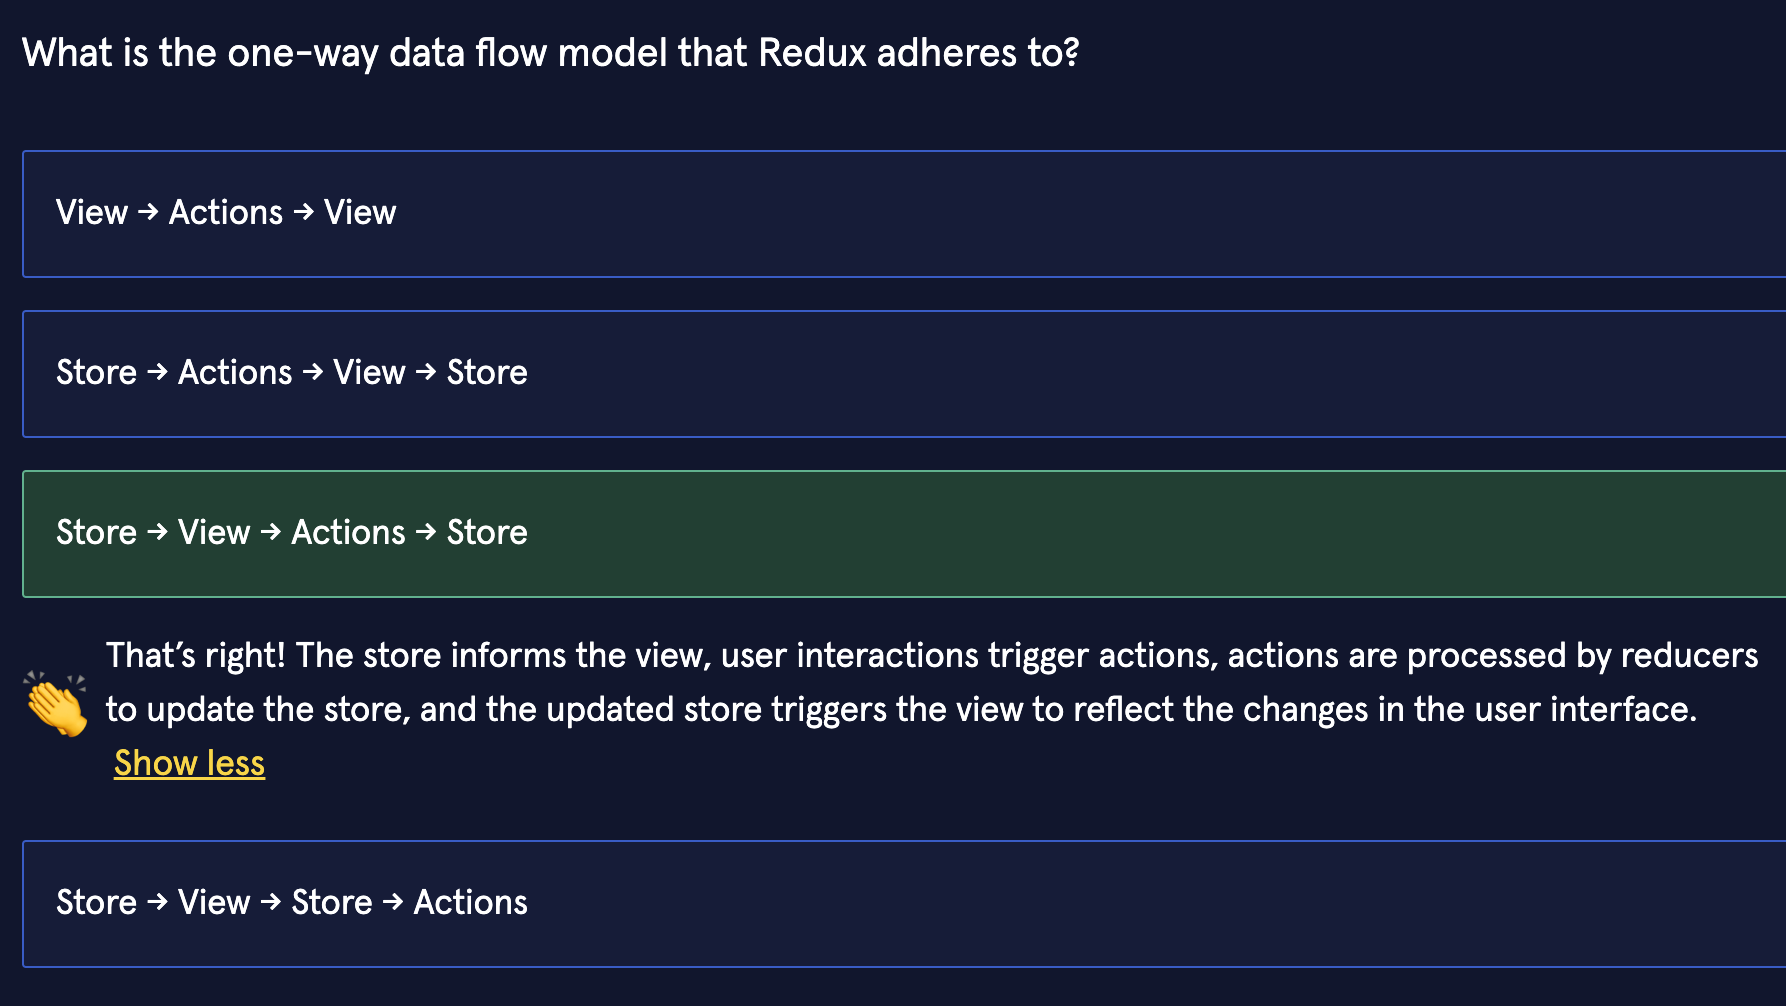 What is the one-way data flow model that Redux adheres to?
View → Actions → View
Store → Actions → View → Store
Store → View → Actions → Store
That’s right! The store informs the view, user interactions trigger actions, actions are processed by reducers
to update the store, and the updated store triggers the view to reflect the changes in the user interface.
Show less
Store → View → Store → Actions